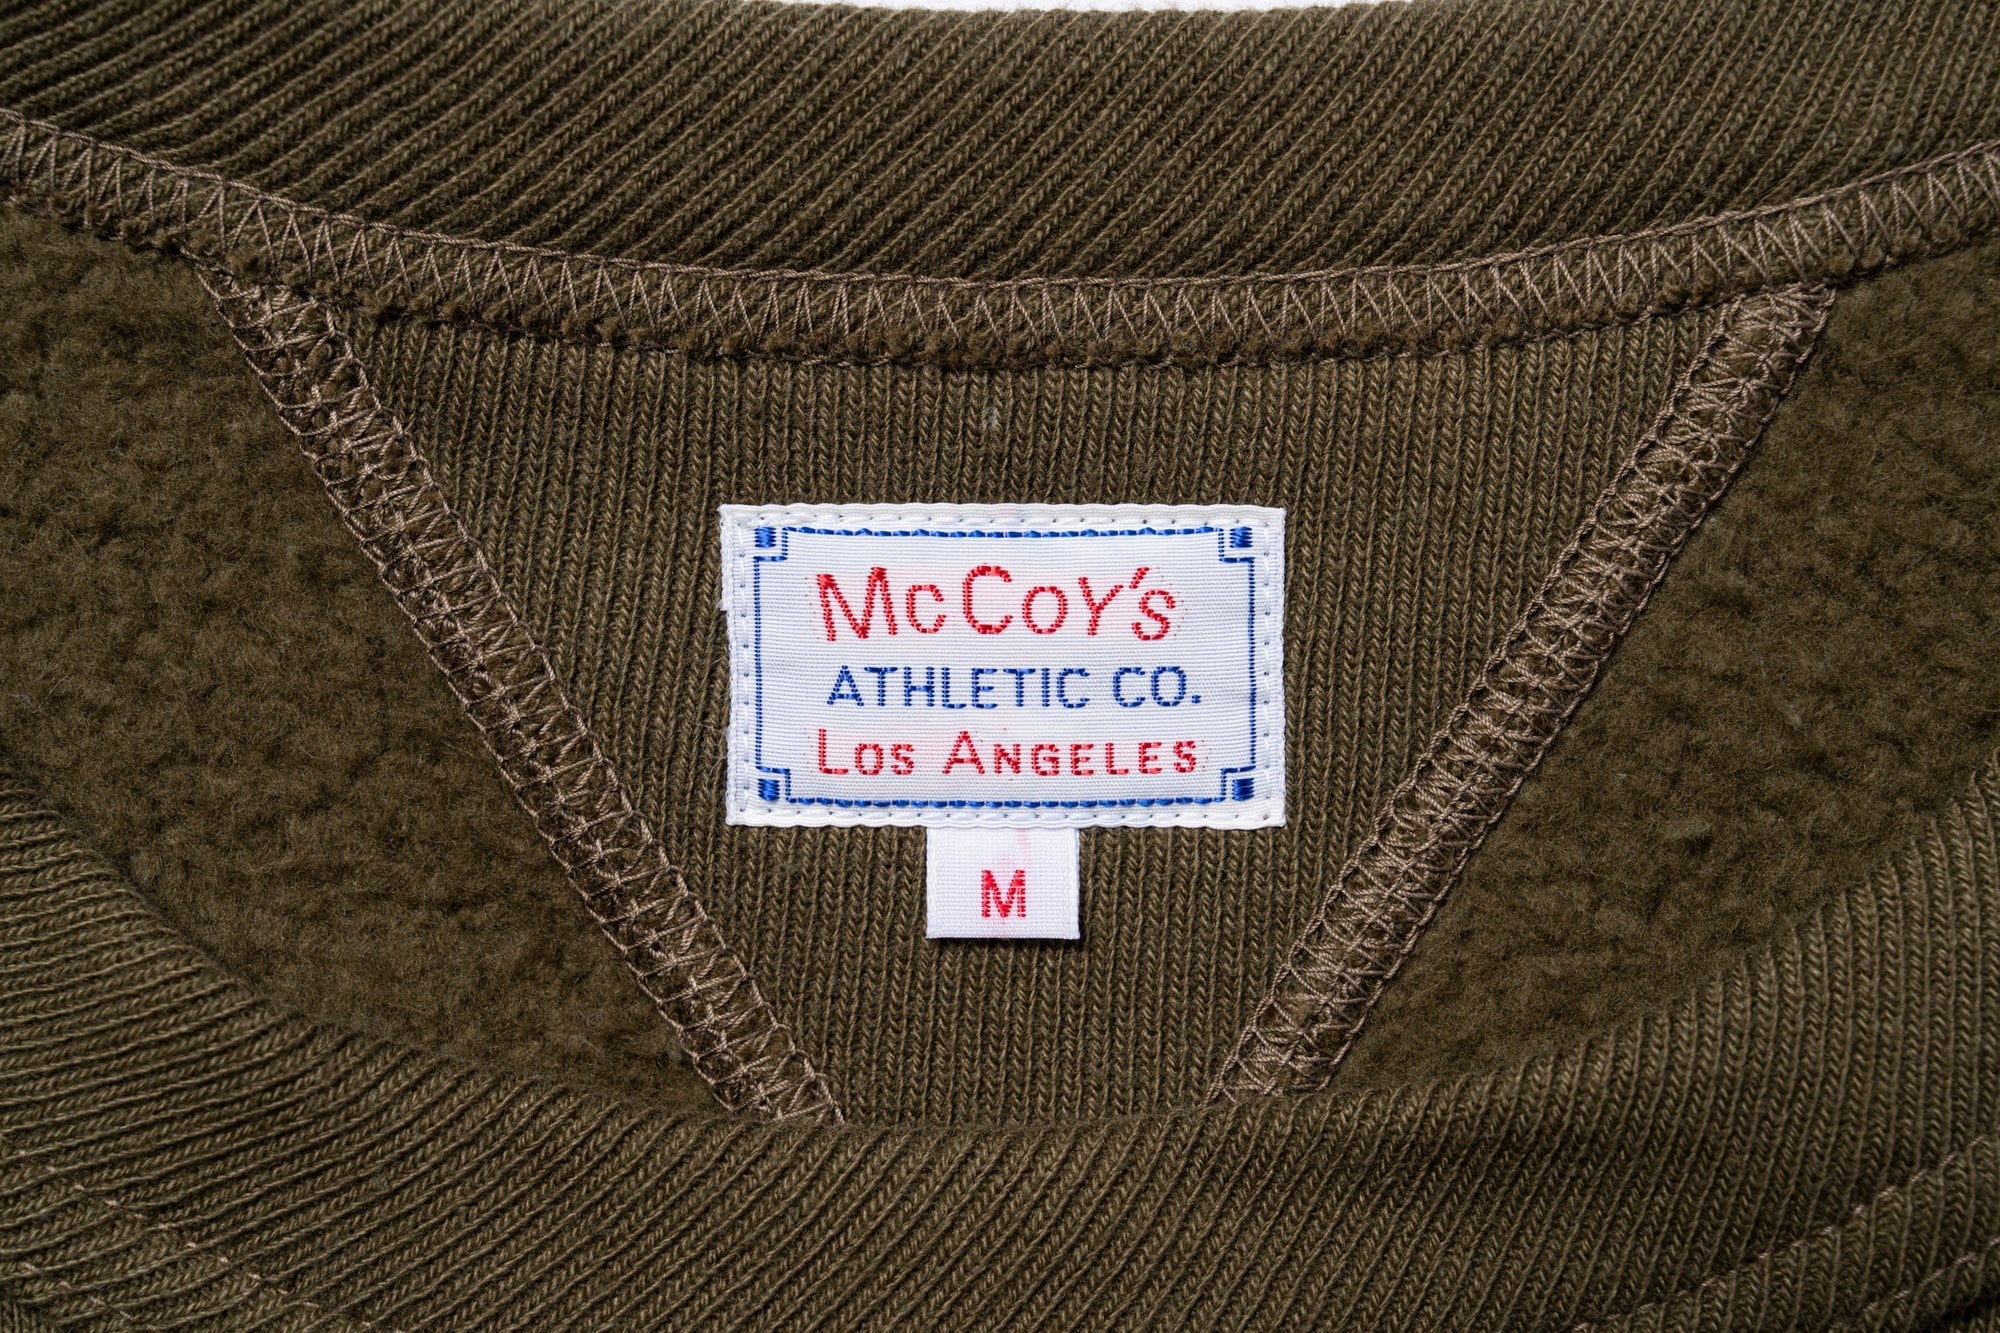 McCoy's
ATHLETIC CO.
Los Angeles
M